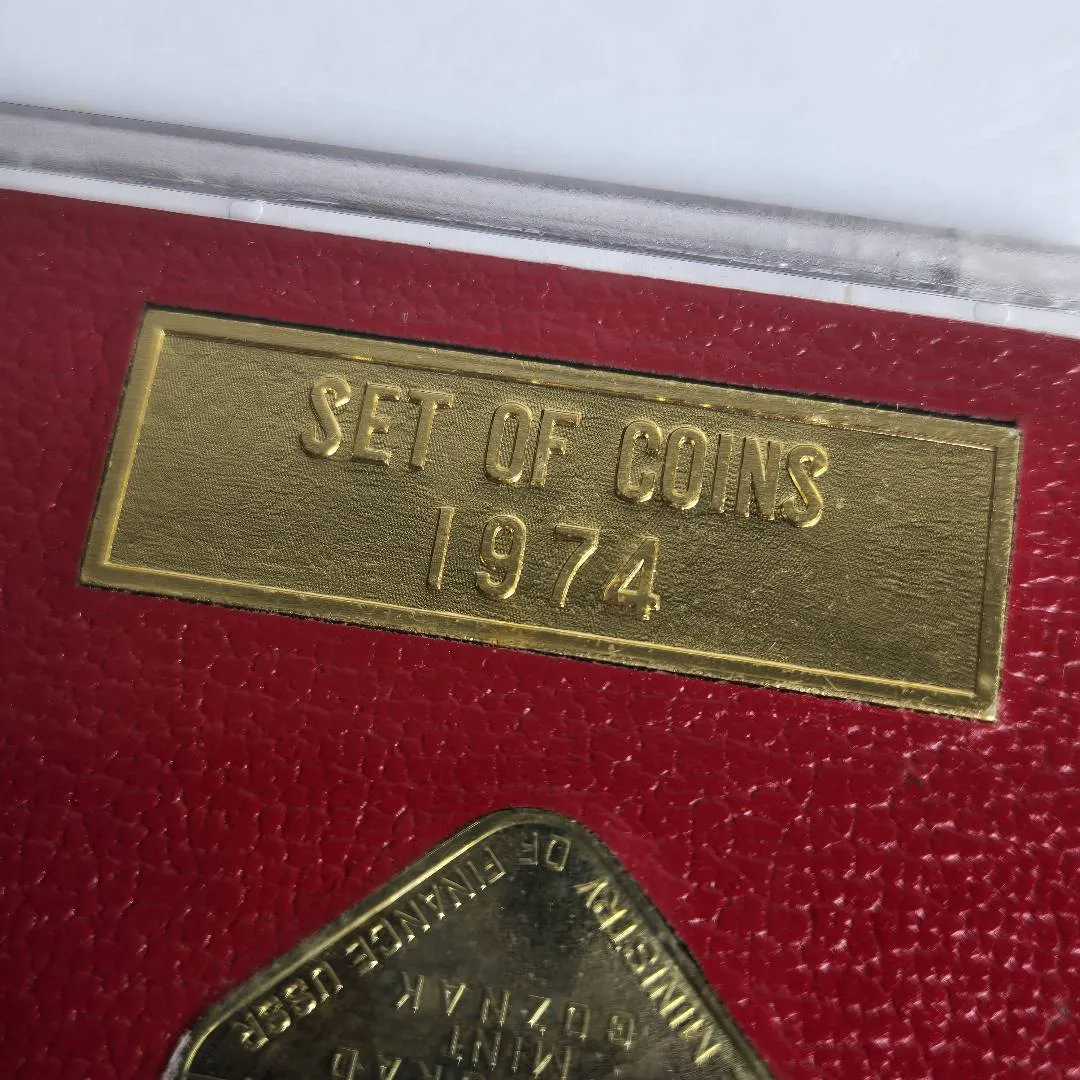 SET OF COINS
1974
MINT
GOZNAK
MINISTRY OF FINANCE USSR